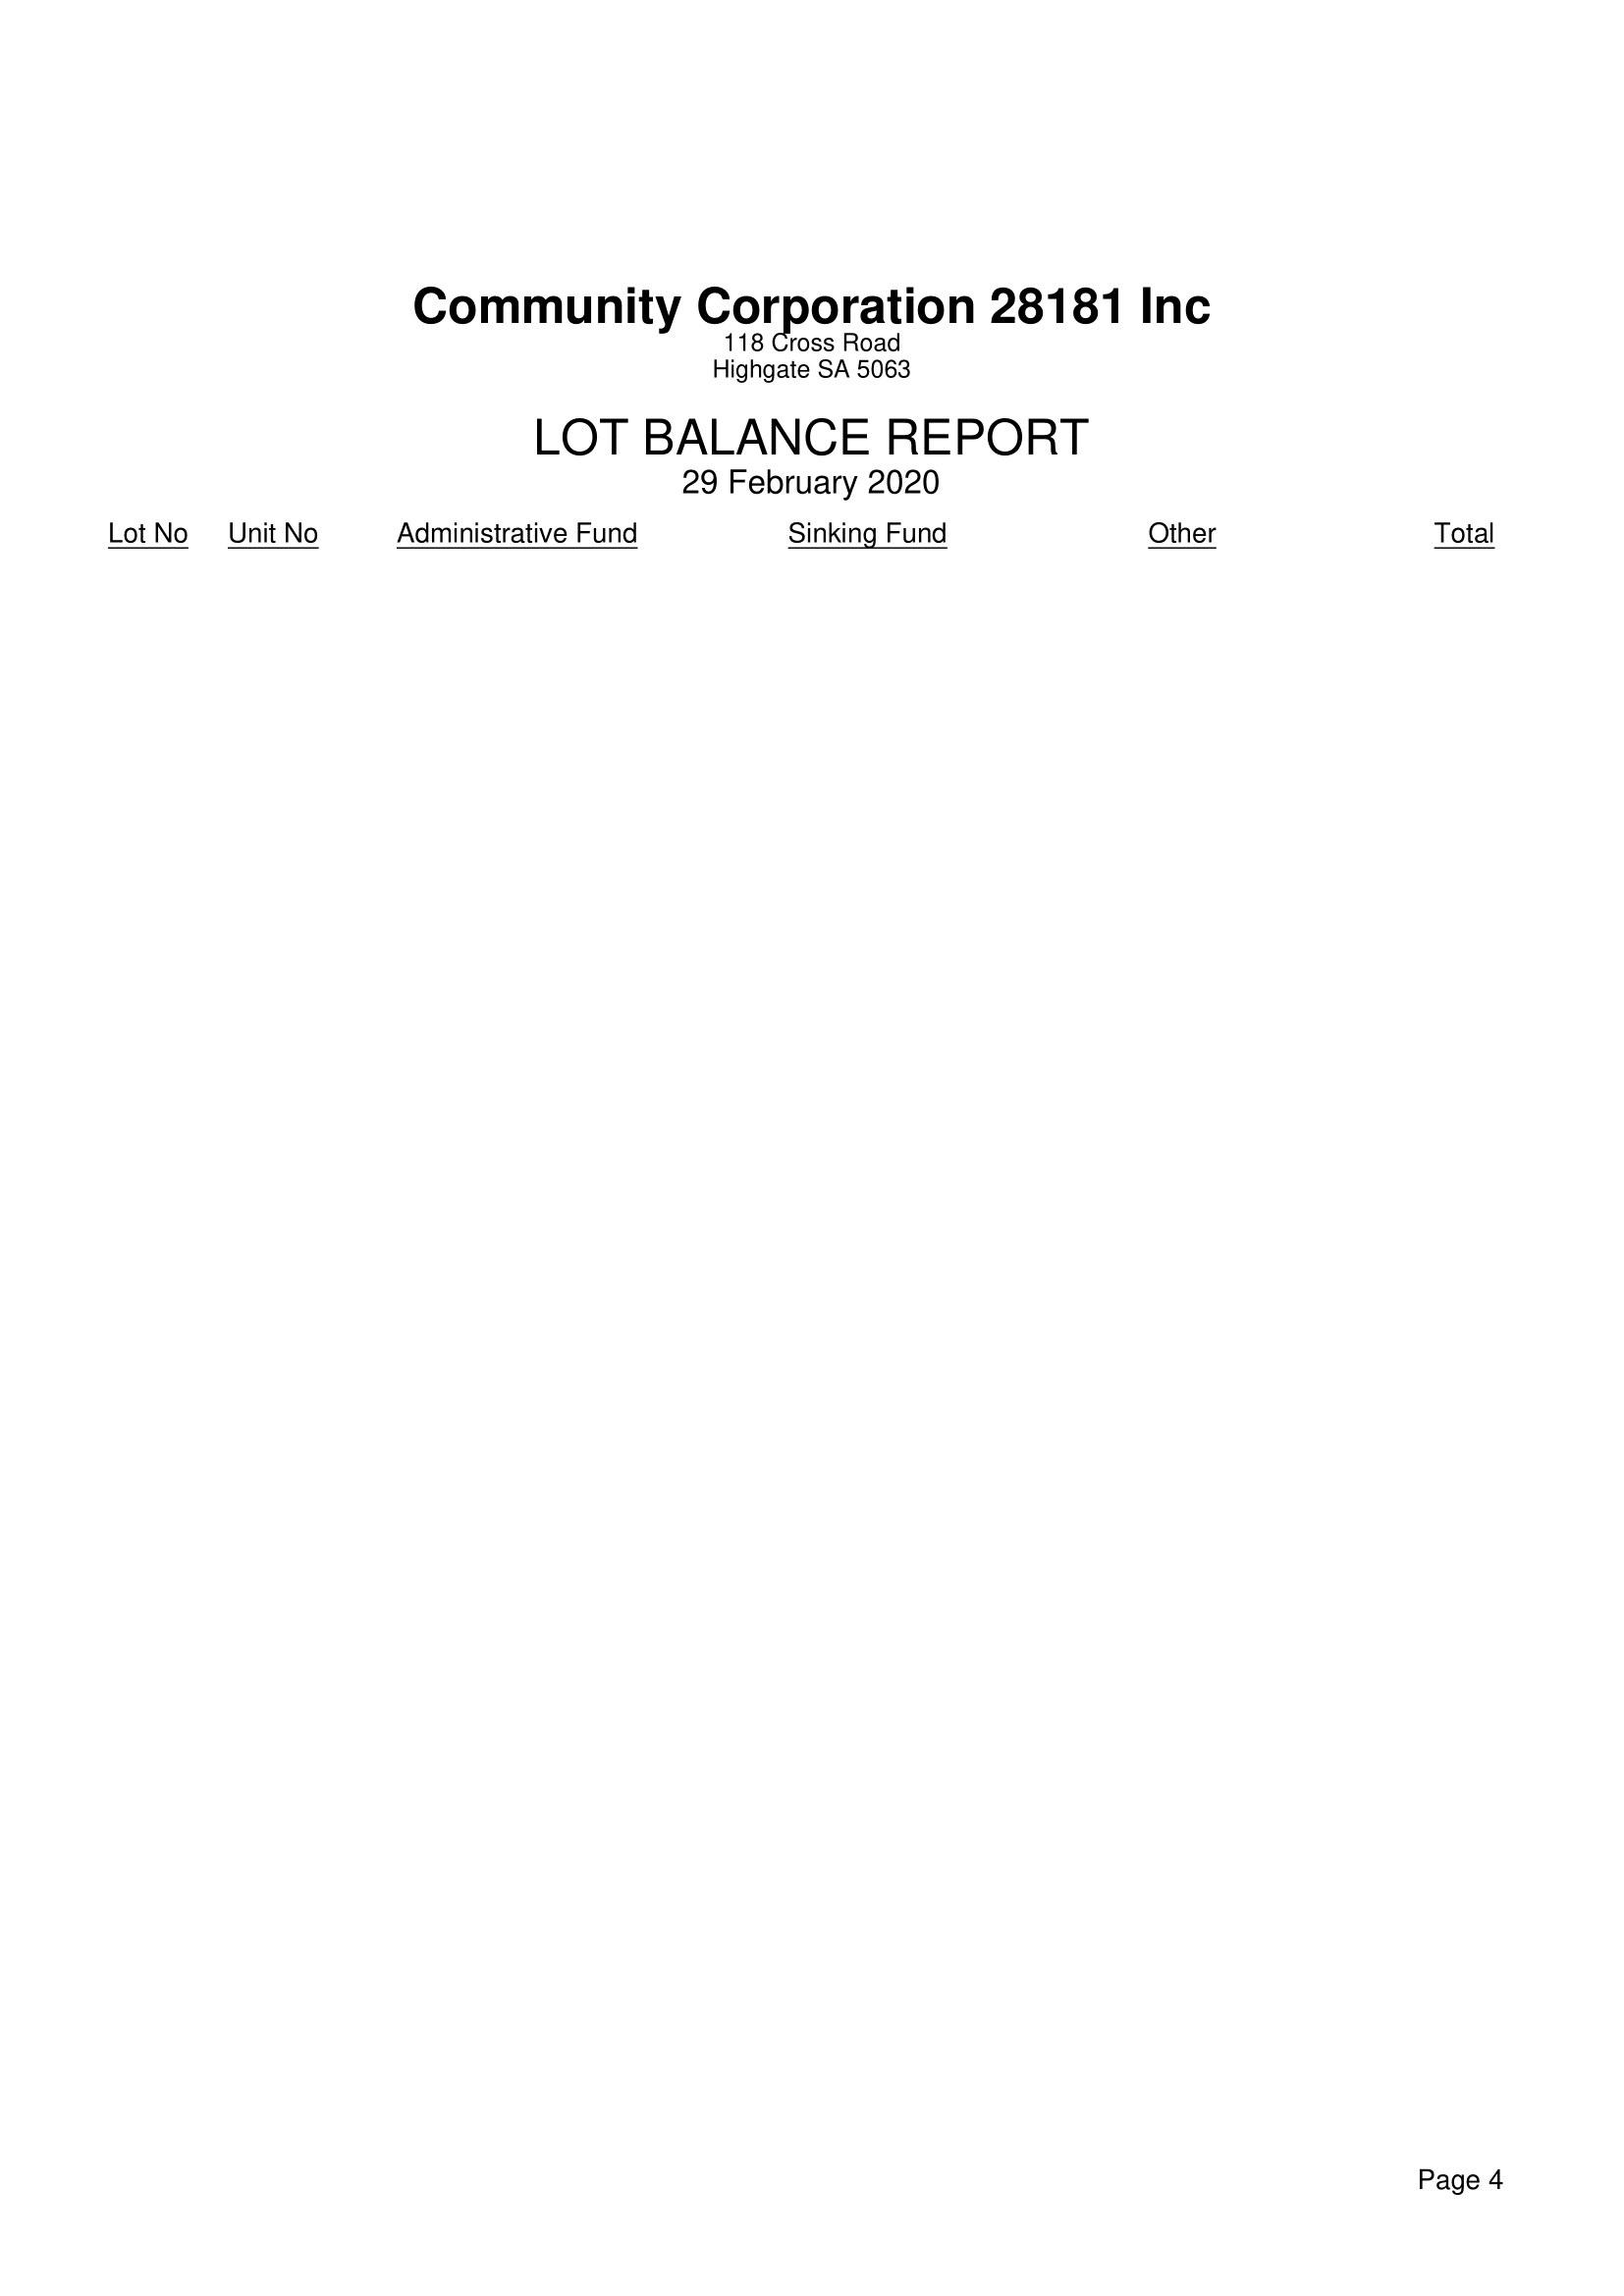 Community Corporation 28181 Inc
118 Cross Road
Highgate SA 5063
LOT BALANCE REPORT
29 February 2020
Lot No Unit No Administrative Fund Sinking Fund Other Total
Page 4